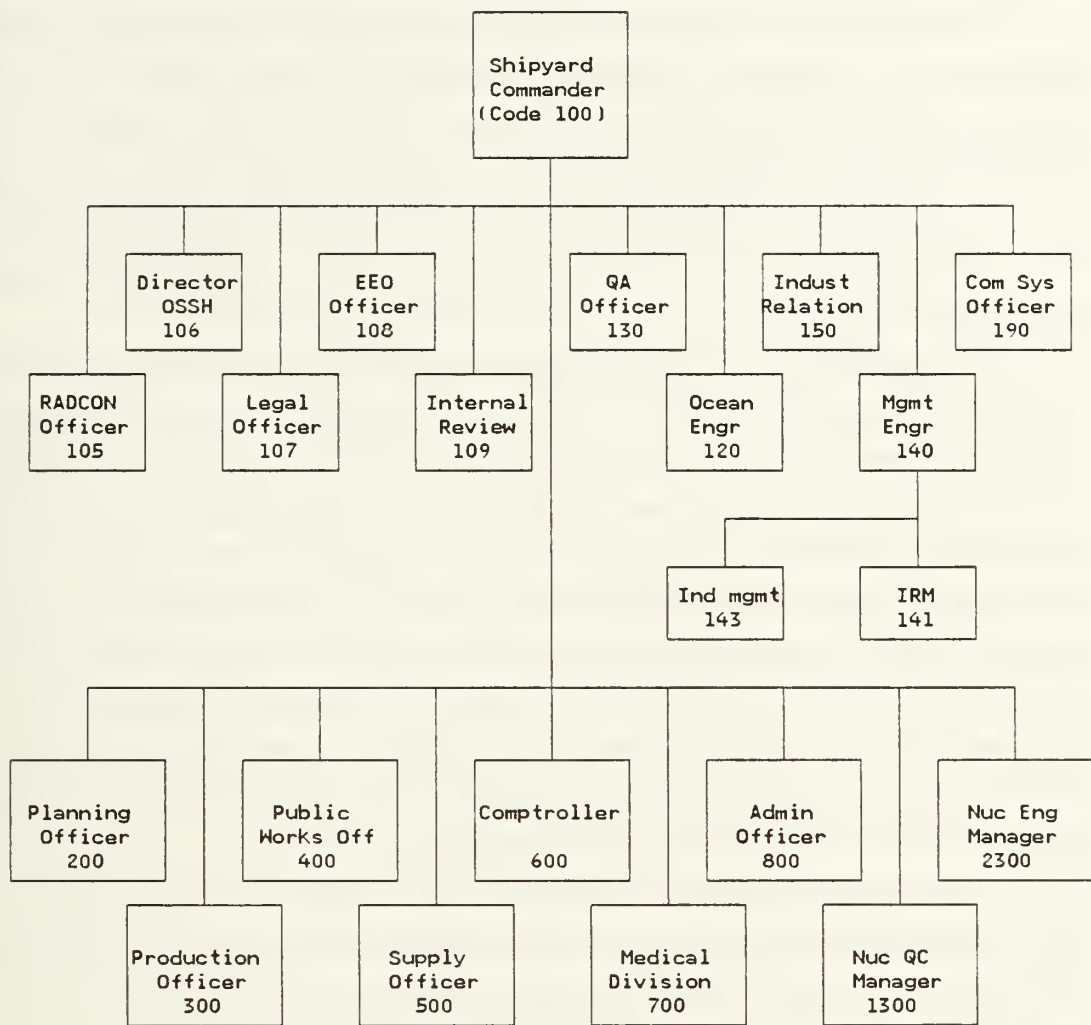 Shipyard
Commander
(Code 100)
Director
OSSH
106
EEO
Officer
108
QA
Officer
130
Indust
Relation
150
Com Sys
Officer
190
RADCON
Officer
105
Legal
Officer
107
Internal
Review
109
Ocean
Engr
120
Mgmt
Engr
140
Ind mgmt
143
IRM
141
Planning
Officer
200
Public
Works Off
400
Comptroller
600
Admin
Officer
800
Nuc Eng
Manager
2300
Production
Officer
300
Supply
Officer
500
Medical
Division
700
Nuc QC
Manager
1300